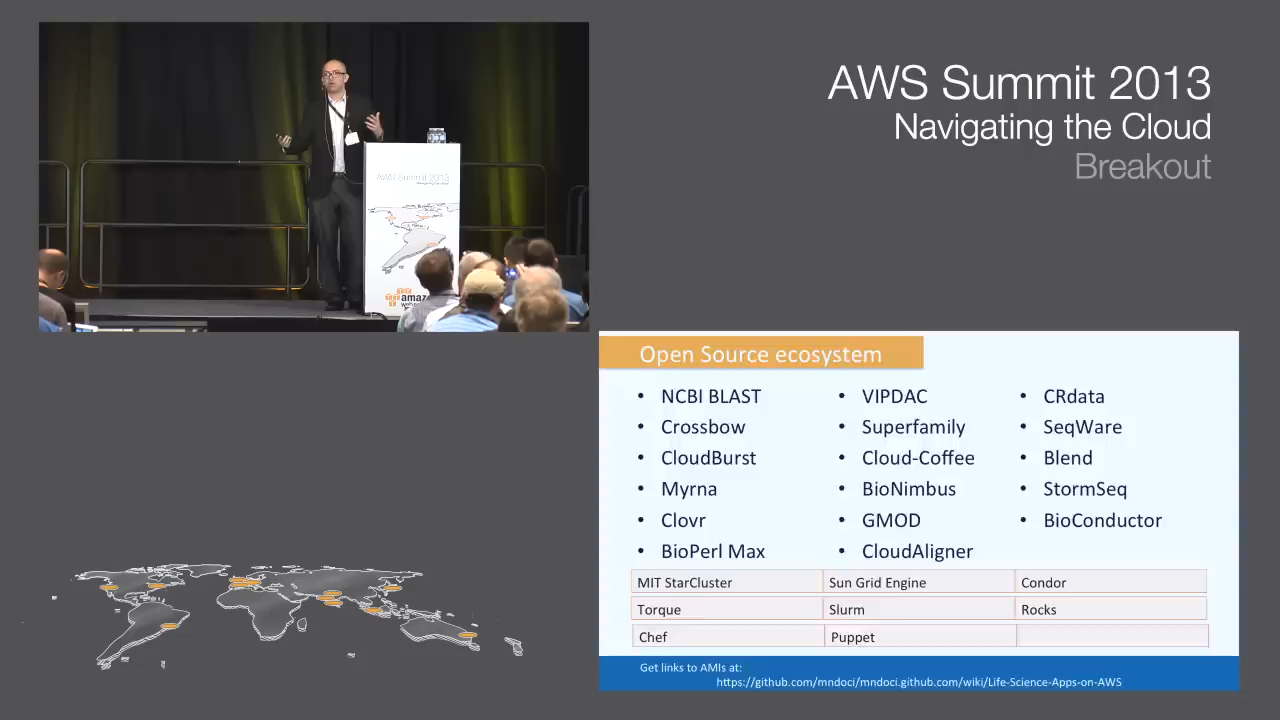 AWS Summit 2013
Navigating the Cloud
Breakout
AWS Summit 2013
Open Source ecosystem
• NCBI BLAST
• Crossbow
• CloudBurst
• Myrna
• Clovr
• BioPerl Max
• VIPDAC
• Superfamily
• Cloud-Coffee
• BioNimbus
• GMOD
• CloudAligner
• CRdata
• SeqWare
• Blend
• StormSeq
• BioConductor
MIT StarCluster Sun Grid Engine Condor
Torque Slurm Rocks
Chef Puppet
Get links to AMIs at:
https://github.com/mndoci/mndoci.github.com/wiki/Life-Science-Apps-on-AWS